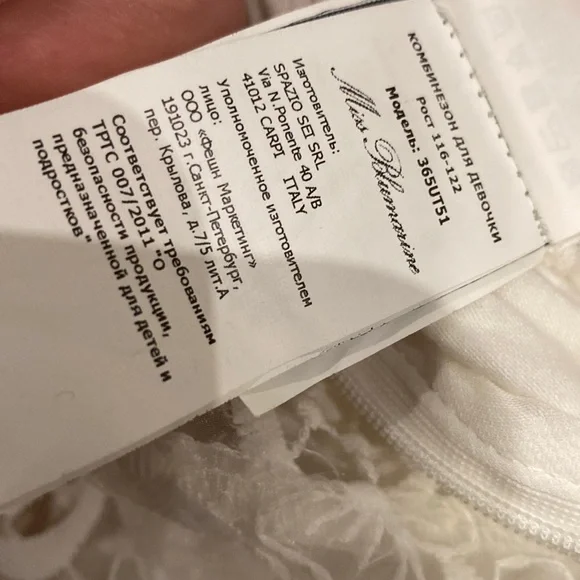 КОМБИНЕЗОН ДЛЯ ДЕВОЧКИ
РОСТ 116-122
Модель: 365UT51
Miss Blumarine
Изготовитель:
SPAZIO SEI SRL
Via N.Ponente 40 A/B
41012 CARPI ITALY
Уполномоченное изготовителем
лицо:
ООО «Фешн Маркетинг»
191023 г.Санкт-Петербург,
пер. Крылова, д.7/5 лит.А
Соответствует требованиям
ТРТС 007/2011 "О
безопасности продукции,
предназначенной для детей и
подростков"